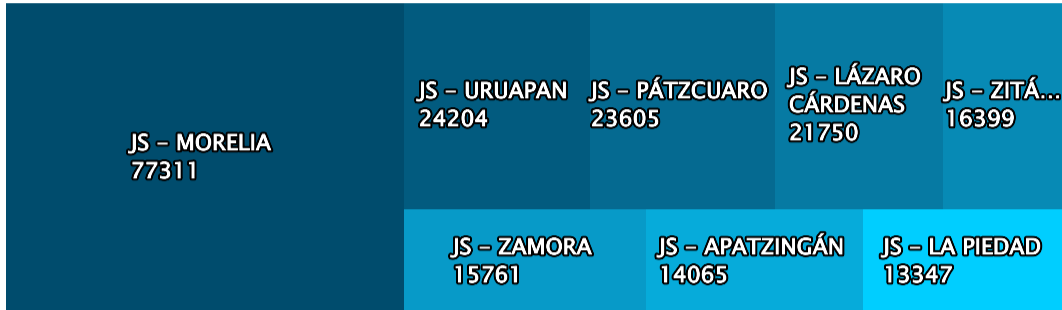 JS – MORELIA
77311
JS – URUAPAN
24204
JS – PÁTZCUARO
23605
JS – LÁZARO
CÁRDENAS
21750
JS – ZITÁ...
16399
JS – ZAMORA
15761
JS – APATZINGÁN
14065
JS – LA PIEDAD
13347